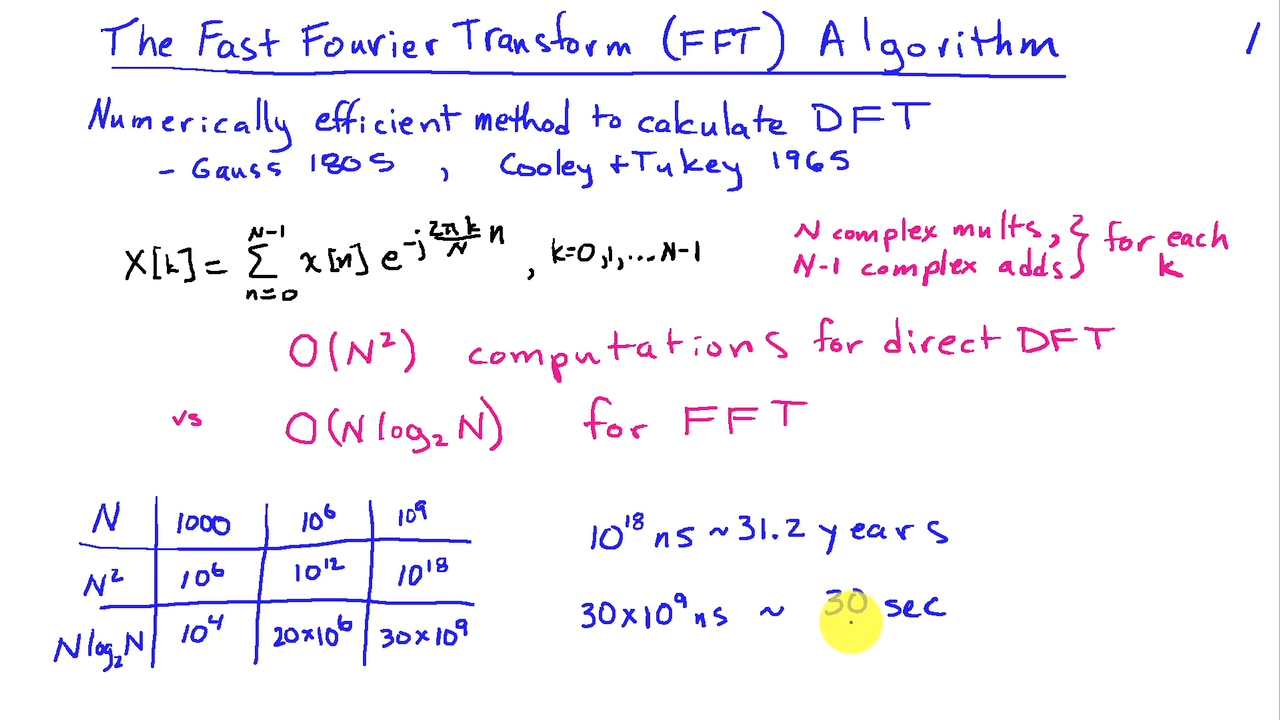 The Fast Fourier Transform (FFT) Algorithm
1
Numerically efficient method to calculate DFT
- Gauss 1805, Cooley + Tukey 1965
X[k] = ∑_{n=0}^{N-1} x[n] e^{-j\frac{2πk}{N}n}, k=0,1,...N-1
N complex mults, } for each
N-1 complex adds } k
O(N²) computations for direct DFT
vs O(N log₂ N) for FFT
N | 1000 | 10⁶ | 10⁹
N² | 10⁶ | 10¹² | 10¹⁸
N log₂ N | 10⁴ | 20×10⁶ | 30×10⁹
10¹⁸ ns ~ 31.2 years
30×10⁹ ns ~ 30 sec